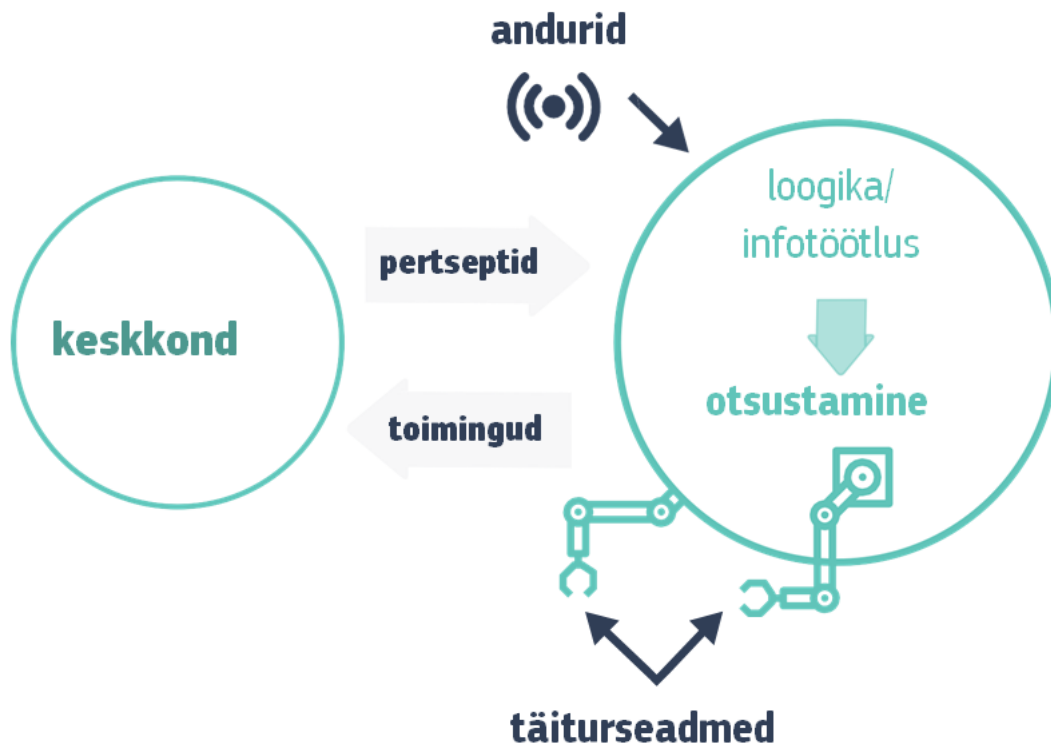 andurid
loogika/
infotöötlus
pertseptid
keskkond
otsustamine
toimingud
täiturseadmed